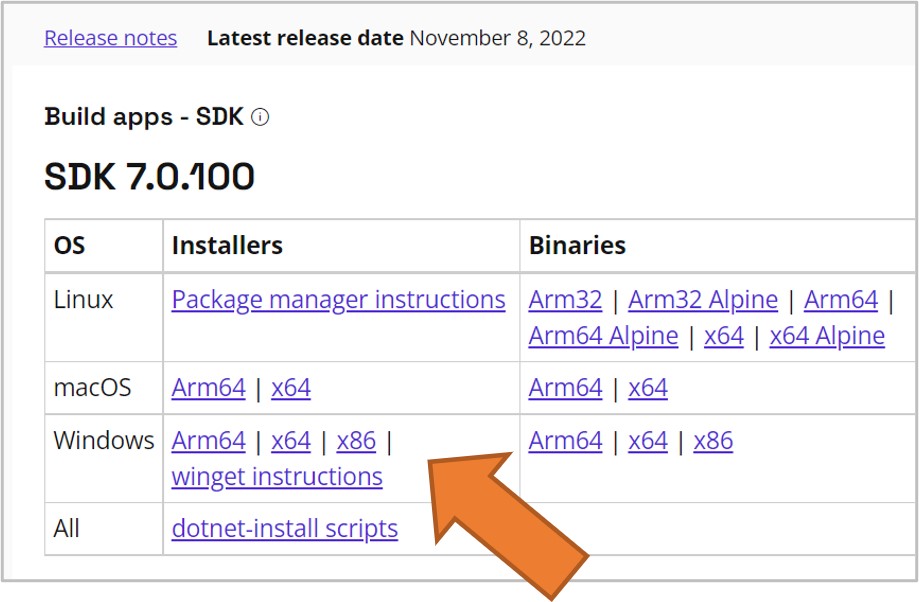 Release notes Latest release date November 8, 2022
Build apps - SDK ⓘ
SDK 7.0.100
OS Installers Binaries
Linux Package manager instructions Arm32 | Arm32 Alpine | Arm64 |
Arm64 Alpine | x64 | x64 Alpine
macOS Arm64 | x64 Arm64 | x64
Windows Arm64 | x64 | x86 | Arm64 | x64 | x86
winget instructions
All dotnet-install scripts